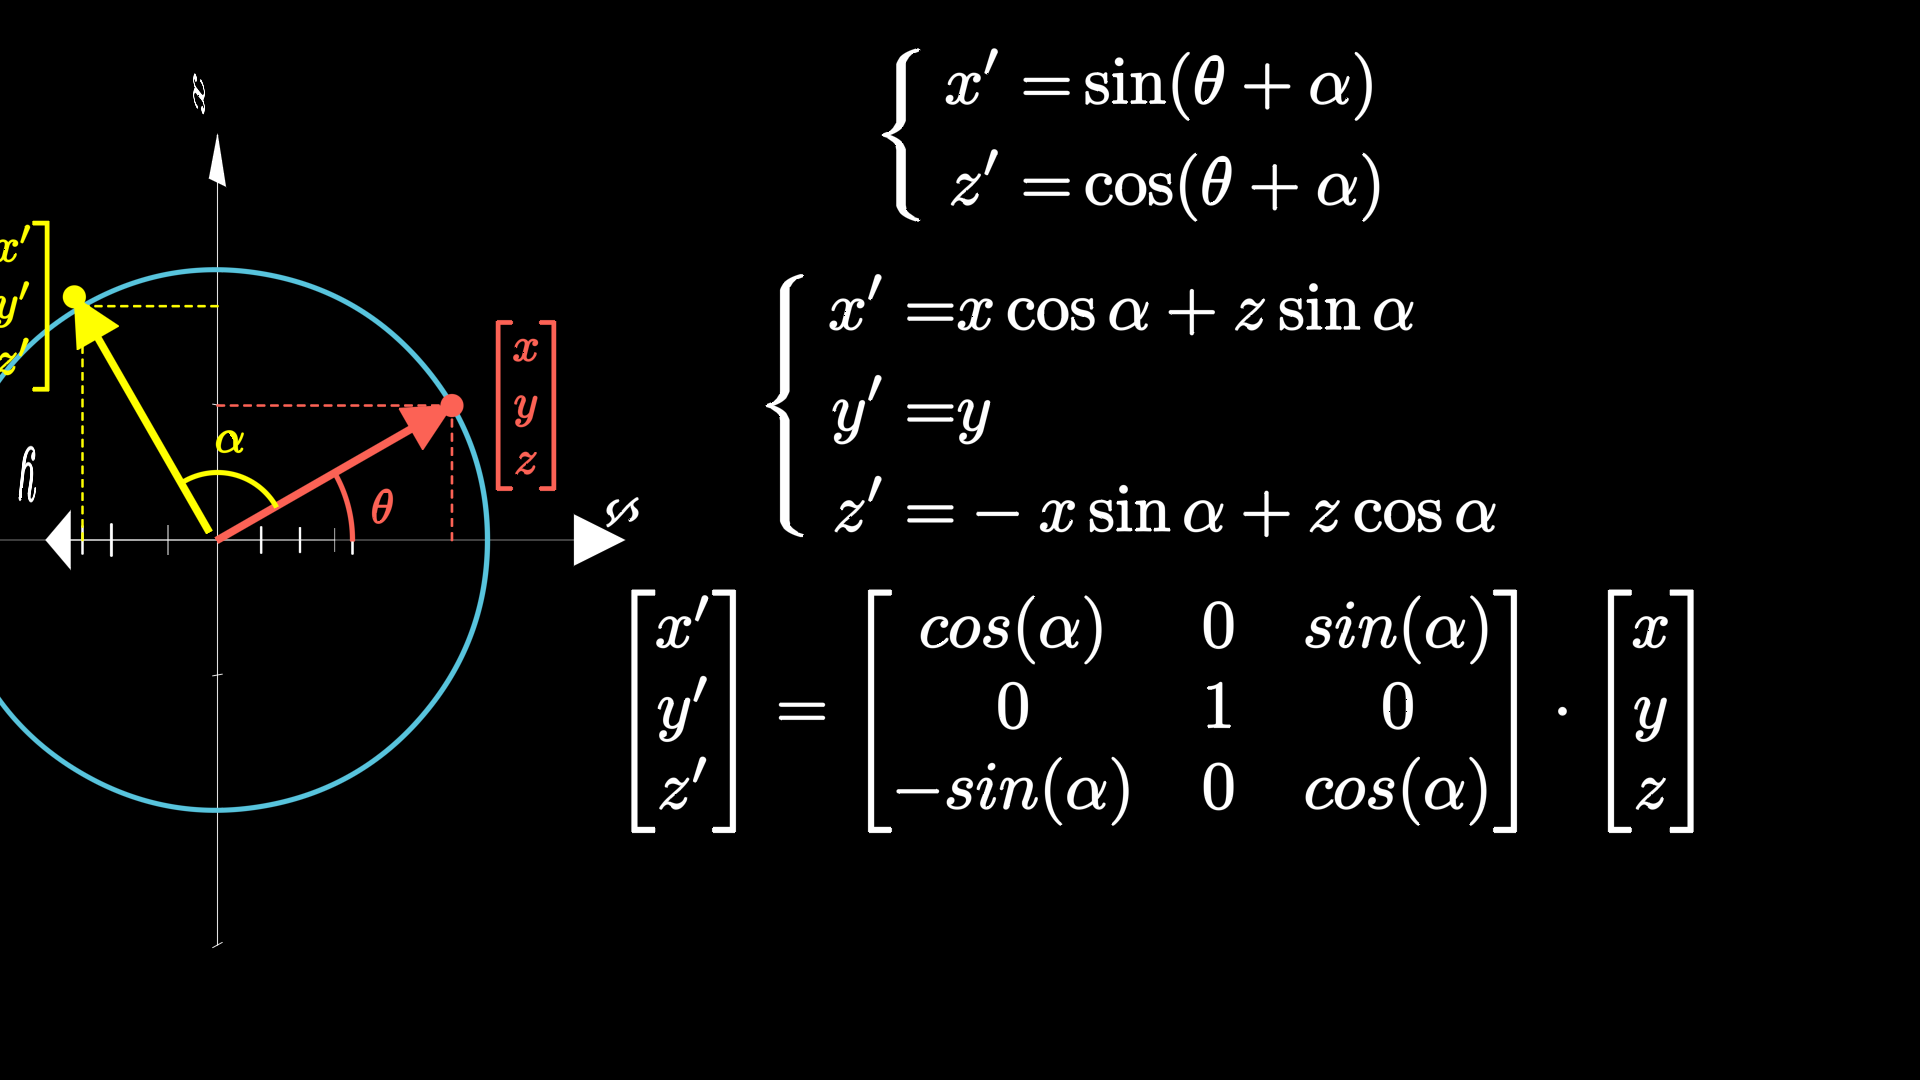 x
[x' y' z']
y
α
θ
[x y z]
z
{ x' = sin(θ + α)
z' = cos(θ + α)
{ x' = x cos α + z sin α
y' = y
z' = − x sin α + z cos α
[x' y' z'] = [cos(α) 0 sin(α)
0 1 0
−sin(α) 0 cos(α)] · [x y z]